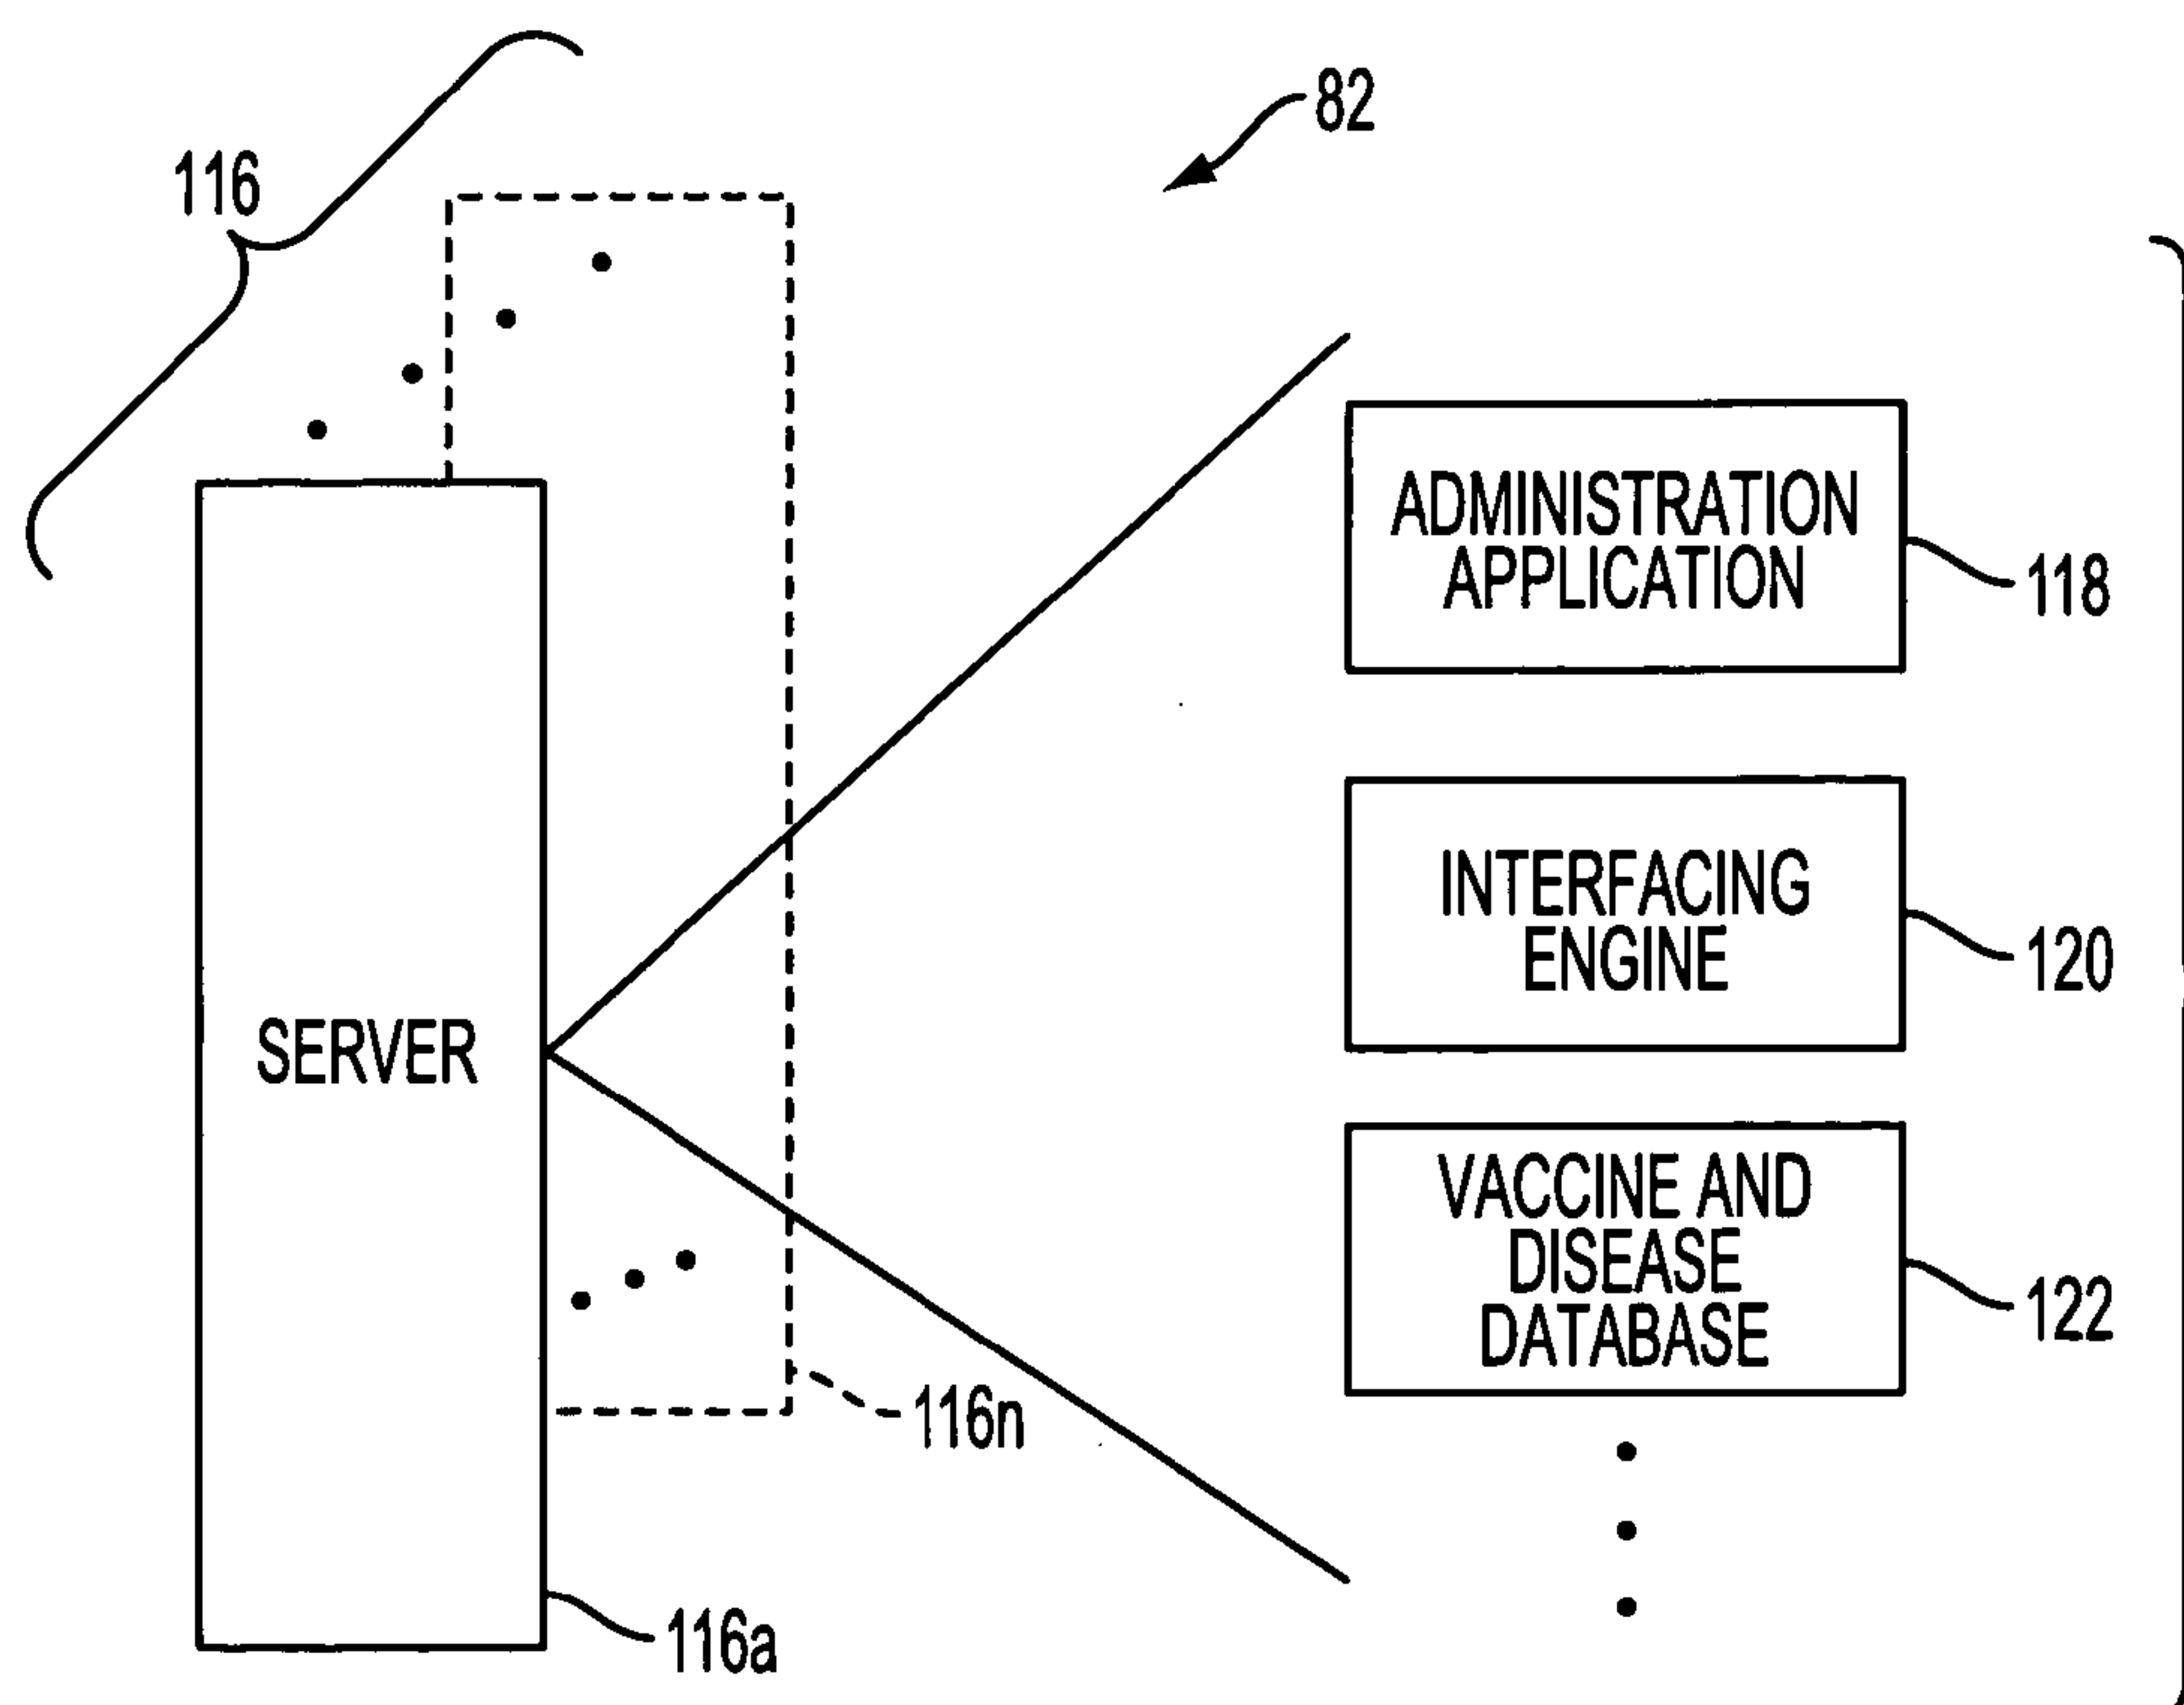 82
116
ADMINISTRATION
APPLICATION
118
INTERFACING
ENGINE
120
SERVER
VACCINE AND
DISEASE
DATABASE
122
116n
116a